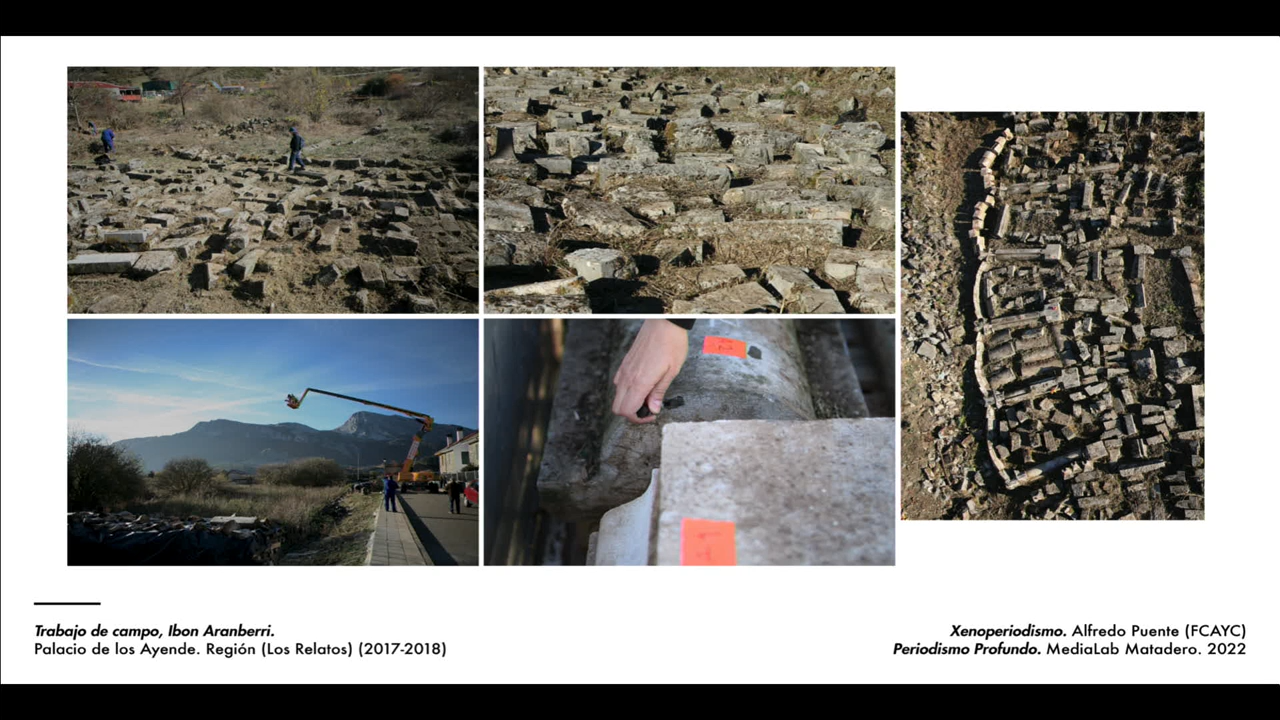 Trabajo de campo, Ibon Aranberri.
Palacio de los Ayende. Región (Los Relatos) (2017-2018)
Xenoperiodismo. Alfredo Puente (FCAYC)
Periodismo Profundo. MediaLab Matadero. 2022